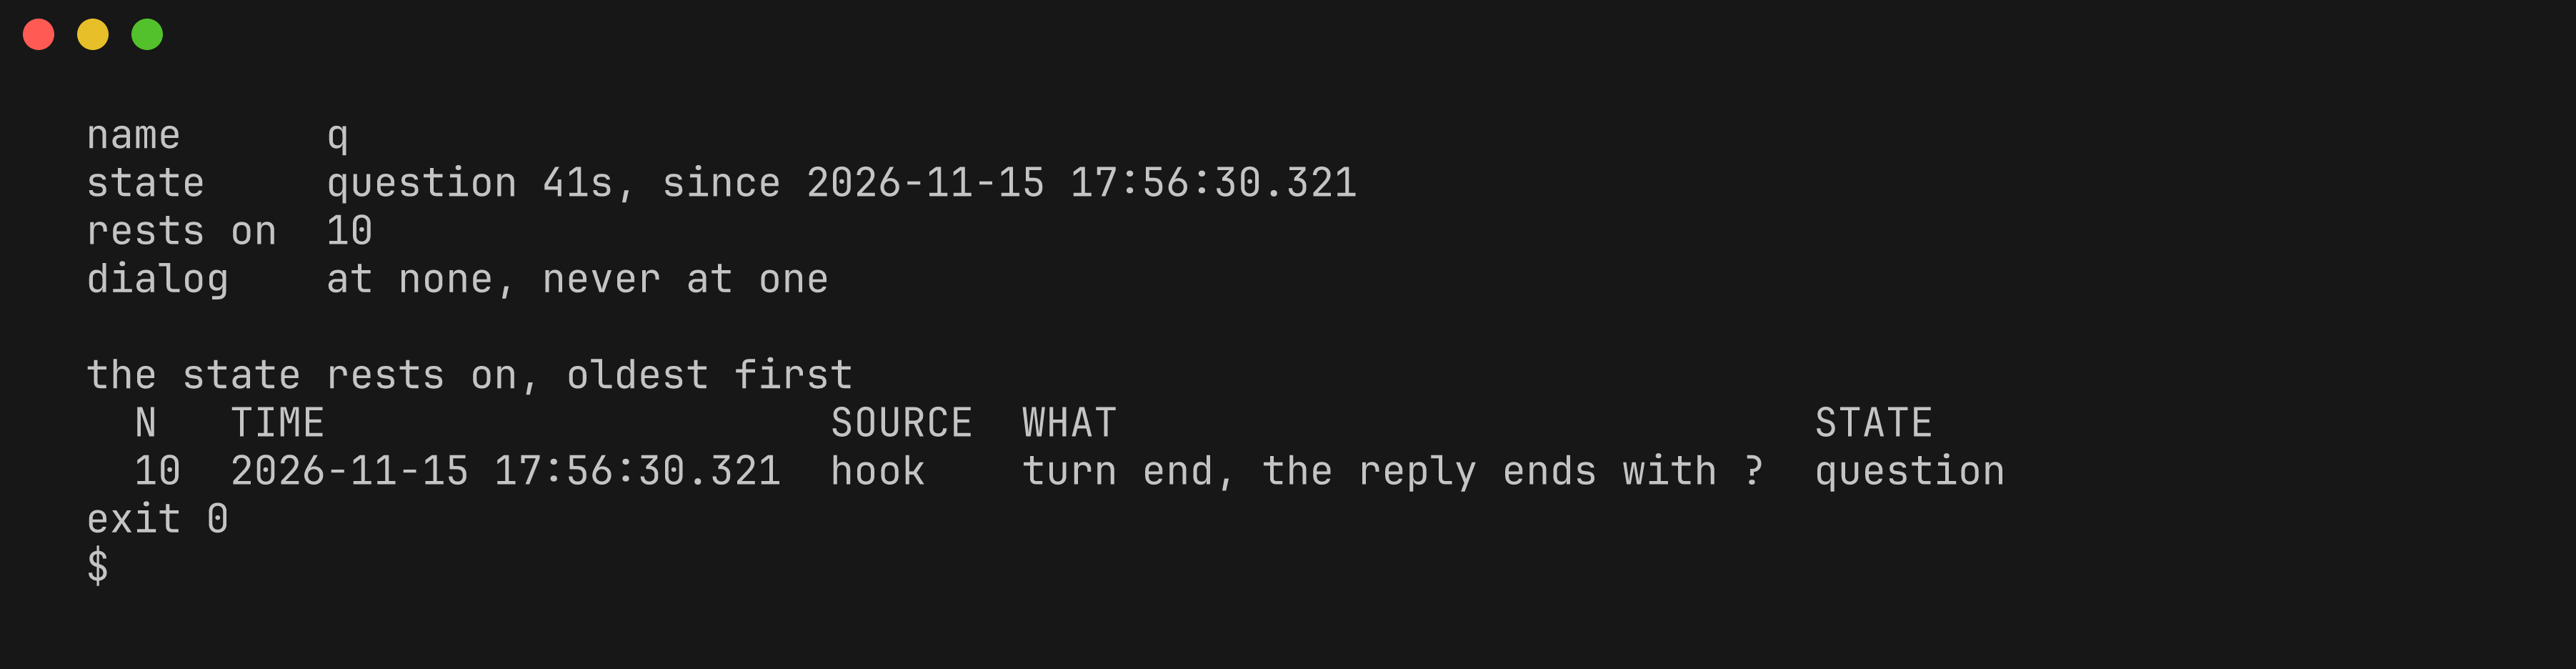 name      q
state     question 41s, since 2026-11-15 17:56:30.321
rests on  10
dialog    at none, never at one

the state rests on, oldest first
  N   TIME                     SOURCE  WHAT                             STATE
  10  2026-11-15 17:56:30.321  hook    turn end, the reply ends with ?  question
exit 0
$